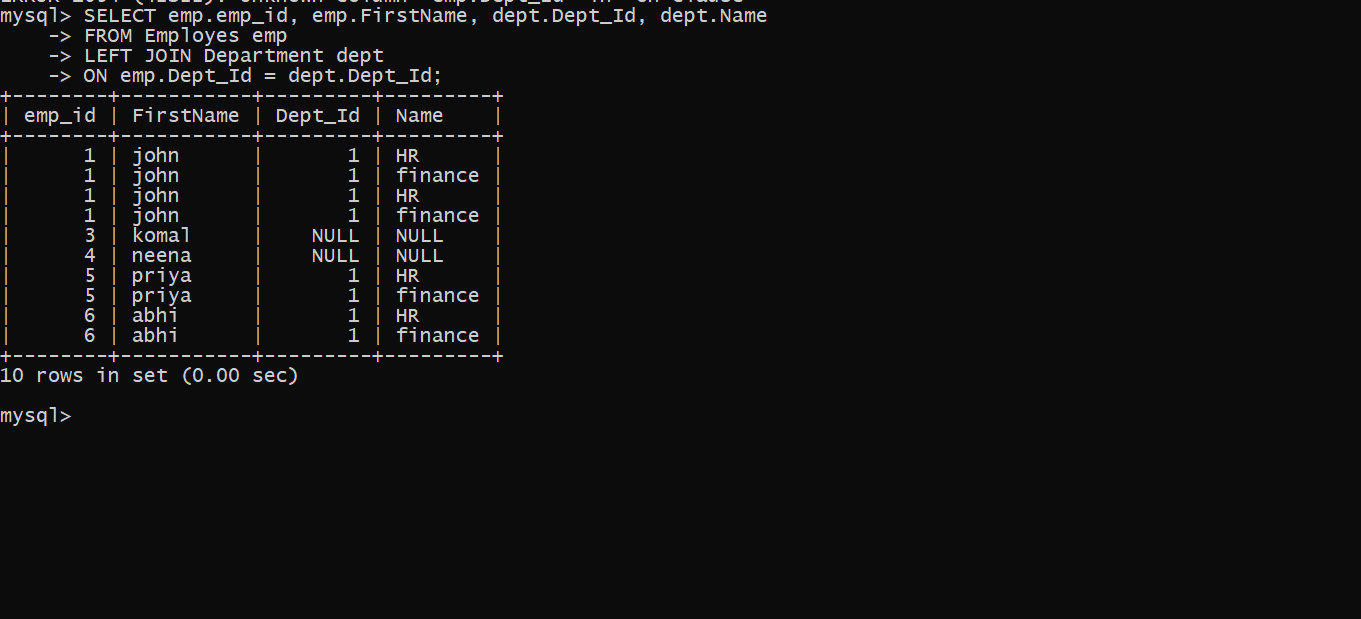 mysql> SELECT emp.emp_id, emp.FirstName, dept.Dept_Id, dept.Name
    -> FROM Employes emp
    -> LEFT JOIN Department dept
    -> ON emp.Dept_Id = dept.Dept_Id;
+--------+-----------+---------+---------+
| emp_id | FirstName | Dept_Id | Name    |
+--------+-----------+---------+---------+
|      1 | john      |       1 | HR      |
|      1 | john      |       1 | finance |
|      1 | john      |       1 | HR      |
|      1 | john      |       1 | finance |
|      3 | komal     |    NULL | NULL    |
|      4 | neena     |    NULL | NULL    |
|      5 | priya     |       1 | HR      |
|      5 | priya     |       1 | finance |
|      6 | abhi      |       1 | HR      |
|      6 | abhi      |       1 | finance |
+--------+-----------+---------+---------+
10 rows in set (0.00 sec)
mysql>